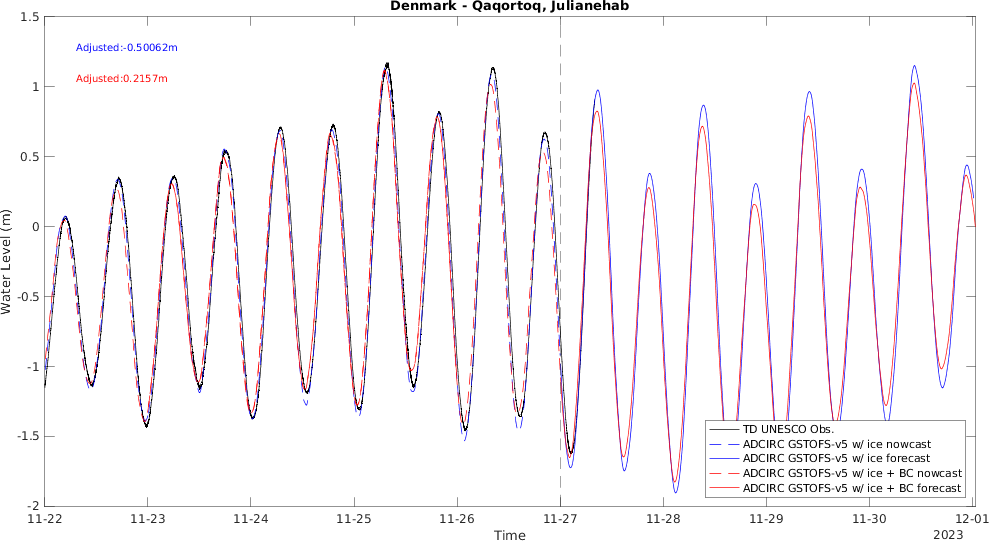 Denmark - Qaqortoq, Julianehab
1.5
1
0.5
0
-0.5
-1
-1.5
-2
Water Level (m)
Adjusted:-0.50062m
Adjusted:0.2157m
TD UNESCO Obs.
ADCIRC GSTOFS-v5 w/ ice nowcast
ADCIRC GSTOFS-v5 w/ ice forecast
ADCIRC GSTOFS-v5 w/ ice + BC nowcast
ADCIRC GSTOFS-v5 w/ ice + BC forecast
11-22 11-23 11-24 11-25 11-26 11-27 11-28 11-29 11-30 12-01
Time
2023